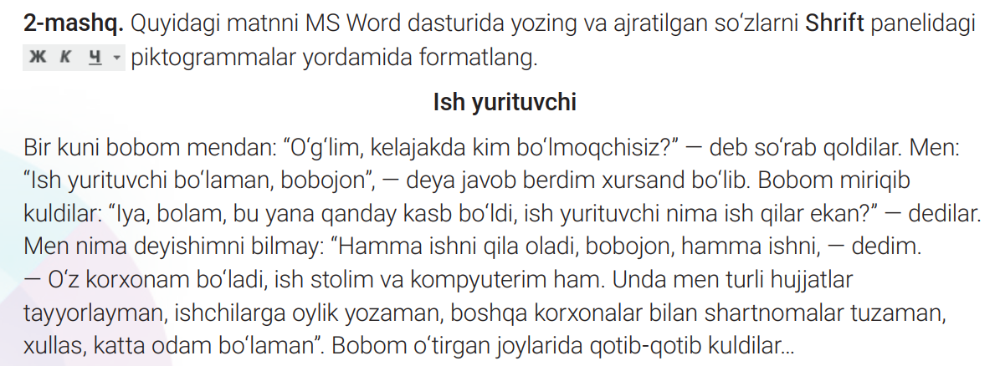 2-mashq. Quyidagi matnni MS Word dasturida yozing va ajratilgan so‘zlarni Shrift panelidagi
Ж К Ч piktogrammalar yordamida formatlang.
Ish yurituvchi
Bir kuni bobom mendan: “O‘g‘lim, kelajakda kim bo‘lmoqchisiz?” — deb so‘rab qoldilar. Men:
“Ish yurituvchi bo‘laman, bobojon”, — deya javob berdim xursand bo‘lib. Bobom miriqib
kuldilar: “Iya, bolam, bu yana qanday kasb bo‘ldi, ish yurituvchi nima ish qilar ekan?” — dedilar.
Men nima deyishimni bilmay: “Hamma ishni qila oladi, bobojon, hamma ishni, — dedim.
— O‘z korxonam bo‘ladi, ish stolim va kompyuterim ham. Unda men turli hujjatlar
tayyorlayman, ishchilarga oylik yozaman, boshqa korxonalar bilan shartnomalar tuzaman,
xullas, katta odam bo‘laman”. Bobom o‘tirgan joylarida qotib-qotib kuldilar...